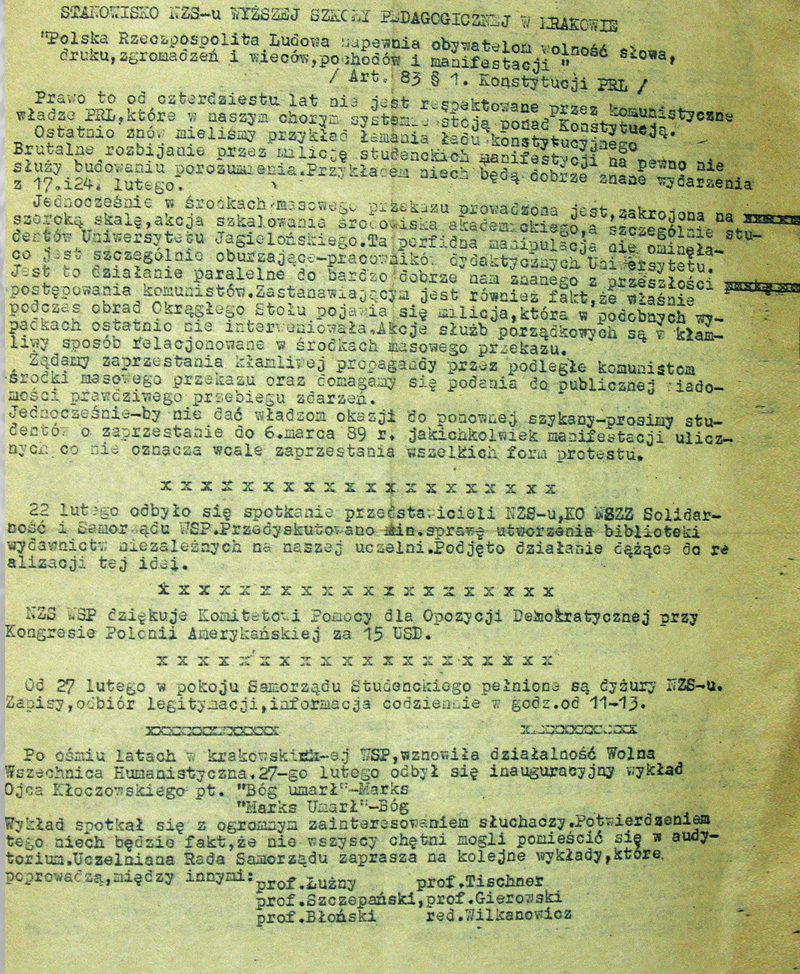 STANOWISKO NZS-u WYŻSZEJ SZKOŁY PEDAGOGICZNEJ W KRAKOWIE
"Polska Rzeczpospolita Ludowa zapewnia obywatelom wolność słowa,
druku,zgromadzeń i wieców,pochodów i manifestacji "
/ Art. 83 § 1. Konstytucji PRL /
Prawo to od czterdziestu lat nie jest respektowane przez komunistyczne
władze PRL,które w naszym chorym systemie stoją ponad Konstytucją.
Ostatnio znów mieliśmy przykład łamania ładu konstytucyjnego
Brutalne rozbijanie przez milicję studenckich manifestycji na pewno nie
służy budowaniu porozumienia.Przykładem niech będą dobrze znane wydarzenia
z 17.i24. lutego.
Jednocześnie w środkach masowego przekazu prowadzona jest,zakrojona na
szeroką skalę,akcja szkalowania środowiska akademickiego,a szczególnie stu-
dentów Uniwersytetu Jagielońskiego.Ta perfidna manipulacja nie ominęła-
co jest szczególnie oburzające-pracowników dydaktycznych Uniwersytetu.
Jest to działanie paralelne do bardzo dobrze nam znanego z przeszłości
postępowania komunistów.Zastanawiającym jest również fakt,że właśnie
podczas obrad Okrągłego Stołu pojawia się milicja,która w podobnych wy-
padkach ostatnio nie interweniowała.Akcje służb porządkowych są w kłam-
liwy sposób relacjonowane w środkach masowego przekazu.
Żądamy zaprzestania kłamliwej propagandy przez podległe komunistom
środki masowego przekazu oraz domagamy się podania do publicznej wiado-
mości prawdziwego przebiegu zdarzeń.
Jednocześnie-by nie dać władzom okazji do ponownej szykany-prosimy stu-
dentów o zaprzestanie do 6.marca 89 r. jakichkolwiek manifestacji ulicz-
nych co nie oznacza wcale zaprzestania wszelkich form protestu.
x x x x x x x x x x x x x x x x x x x x x
22 lutego odbyło się spotkanie przedstawicieli NZS-u,KO NSZZ Solidar-
ność i Samorządu WSP.Przedyskutowano min.sprawę utworzenia biblioteki
wydawnictw niezależnych na naszej uczelni.Podjęto działanie dążące do re
alizacji tej idei.
x x x x x x x x x x x x x x x x x x x x x
NZS WSP dziękuje Komitetowi Pomocy dla Opozycji Demokratycznej przy
Kongresie Polonii Amerykańskiej za 15 USD.
x x x x x x x x x x x x x x x x x x x x x
Od 27 lutego w pokoju Samorządu Studenckiego pełnione są dyżury NZS-u.
Zapisy,odbiór legitymacji,informacja codziennie w godz.od 11-13.
Po ośmiu latach w krakowskiej WSP,wznowiła działalność Wolna
Wszechnica Humanistyczna.27-go lutego odbył się inauguracyjny wykład
Ojca Kłoczowskiego pt. "Bóg umarł"-Marks
"Marks Umarł"-Bóg
Wykład spotkał się z ogromnym zainteresowaniem słuchaczy.Potwierdzeniem
tego niech będzie fakt,że nie wszyscy chętni mogli pomieścić się w audy-
torium.Uczelniana Rada Samorządu zaprasza na kolejne wykłady,które
poprowadzą,między innymi:
prof.Łużny prof.Tischner
prof.Szczepański,prof.Gierowski
prof.Błoński red.Wilkanowicz